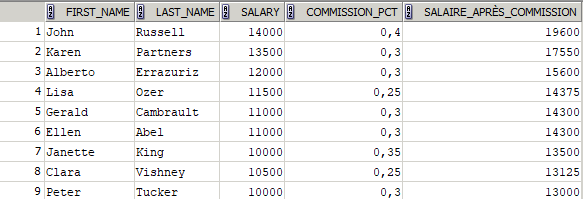 FIRST_NAME LAST_NAME SALARY COMMISSION_PCT SALAIRE_APRÈS_COMMISSION
1 John Russell 14000 0,4 19600
2 Karen Partners 13500 0,3 17550
3 Alberto Errazuriz 12000 0,3 15600
4 Lisa Ozer 11500 0,25 14375
5 Gerald Cambrault 11000 0,3 14300
6 Ellen Abel 11000 0,3 14300
7 Janette King 10000 0,35 13500
8 Clara Vishney 10500 0,25 13125
9 Peter Tucker 10000 0,3 13000